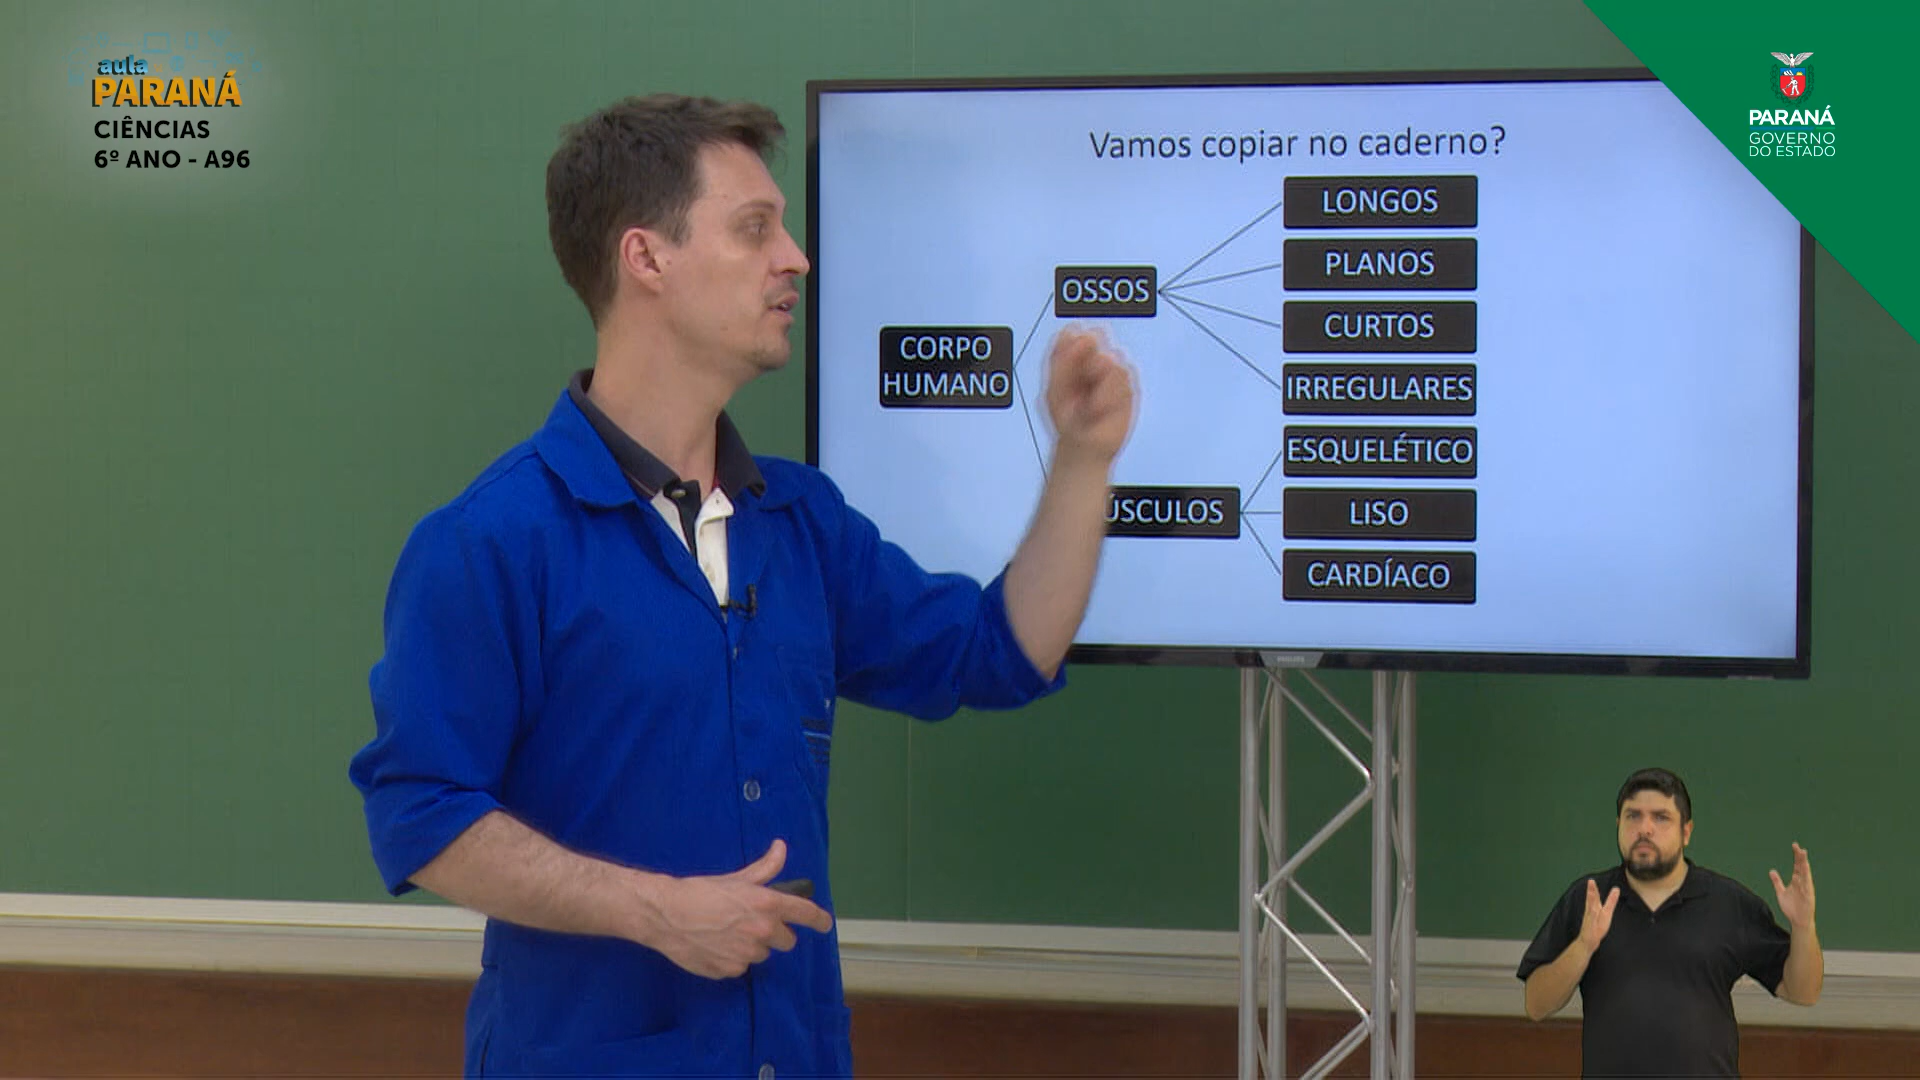 aula
PARANÁ
CIÊNCIAS
6º ANO - A96
PARANÁ
GOVERNO
DO ESTADO
Vamos copiar no caderno?
CORPO
HUMANO
OSSOS
LONGOS
PLANOS
CURTOS
IRREGULARES
ÚSCULOS
ESQUELÉTICO
LISO
CARDÍACO
PHILIPS